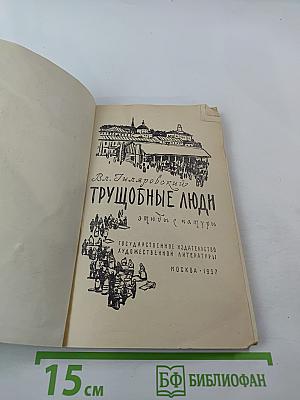 Вл. Гиляровский
ТРУЩОБНЫЕ ЛЮДИ
этюды с натуры
ГОСУДАРСТВЕННОЕ ИЗДАТЕЛЬСТВО
ХУДОЖЕСТВЕННОЙ ЛИТЕРАТУРЫ
МОСКВА · 1957
15 см
БФ БИБЛИОФАН